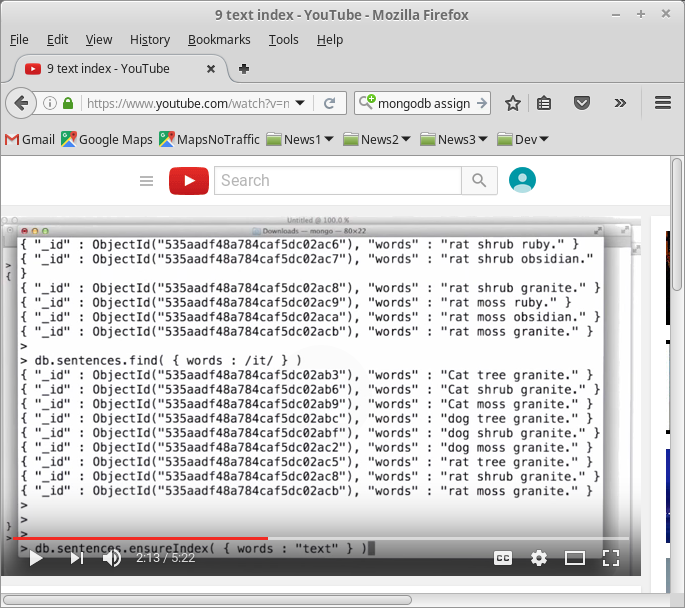 9 text index - YouTube - Mozilla Firefox
File Edit View History Bookmarks Tools Help
9 text index - YouTube
https://www.youtube.com/watch?v=n
mongodb assign
Gmail Google Maps MapsNoTraffic News1 News2 News3 Dev
Search
Untitled @ 100.0 %
Downloads — mongo — 80×22
{ "_id" : ObjectId("535aadf48a784caf5dc02ac6"), "words" : "rat shrub ruby." }
{ "_id" : ObjectId("535aadf48a784caf5dc02ac7"), "words" : "rat shrub obsidian."
}
{ "_id" : ObjectId("535aadf48a784caf5dc02ac8"), "words" : "rat shrub granite." }
{ "_id" : ObjectId("535aadf48a784caf5dc02ac9"), "words" : "rat moss ruby." }
{ "_id" : ObjectId("535aadf48a784caf5dc02aca"), "words" : "rat moss obsidian." }
{ "_id" : ObjectId("535aadf48a784caf5dc02acb"), "words" : "rat moss granite." }
>
> db.sentences.find( { words : /it/ } )
{ "_id" : ObjectId("535aadf48a784caf5dc02ab3"), "words" : "Cat tree granite." }
{ "_id" : ObjectId("535aadf48a784caf5dc02ab6"), "words" : "Cat shrub granite." }
{ "_id" : ObjectId("535aadf48a784caf5dc02ab9"), "words" : "Cat moss granite." }
{ "_id" : ObjectId("535aadf48a784caf5dc02abc"), "words" : "dog tree granite." }
{ "_id" : ObjectId("535aadf48a784caf5dc02abf"), "words" : "dog shrub granite." }
{ "_id" : ObjectId("535aadf48a784caf5dc02ac2"), "words" : "dog moss granite." }
{ "_id" : ObjectId("535aadf48a784caf5dc02ac5"), "words" : "rat tree granite." }
{ "_id" : ObjectId("535aadf48a784caf5dc02ac8"), "words" : "rat shrub granite." }
{ "_id" : ObjectId("535aadf48a784caf5dc02acb"), "words" : "rat moss granite." }
>
>
>
> db.sentences.ensureIndex( { words : "text" } )
2:13 / 5:22
CC